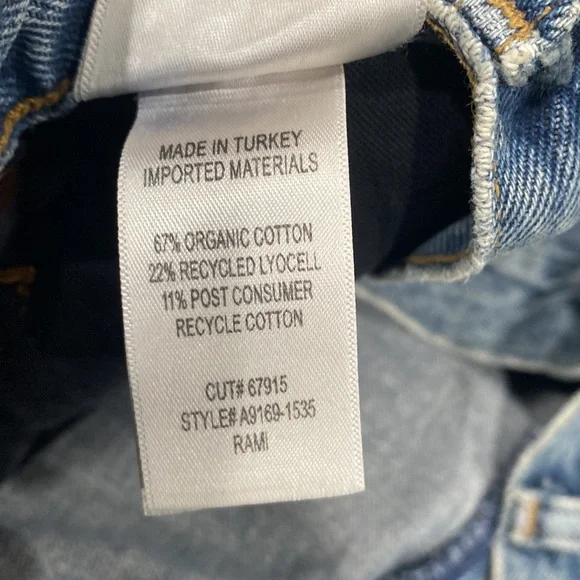 MADE IN TURKEY
IMPORTED MATERIALS
67% ORGANIC COTTON
22% RECYCLED LYOCELL
11% POST CONSUMER
RECYCLE COTTON
CUT# 67915
STYLE# A9169-1535
RAMI